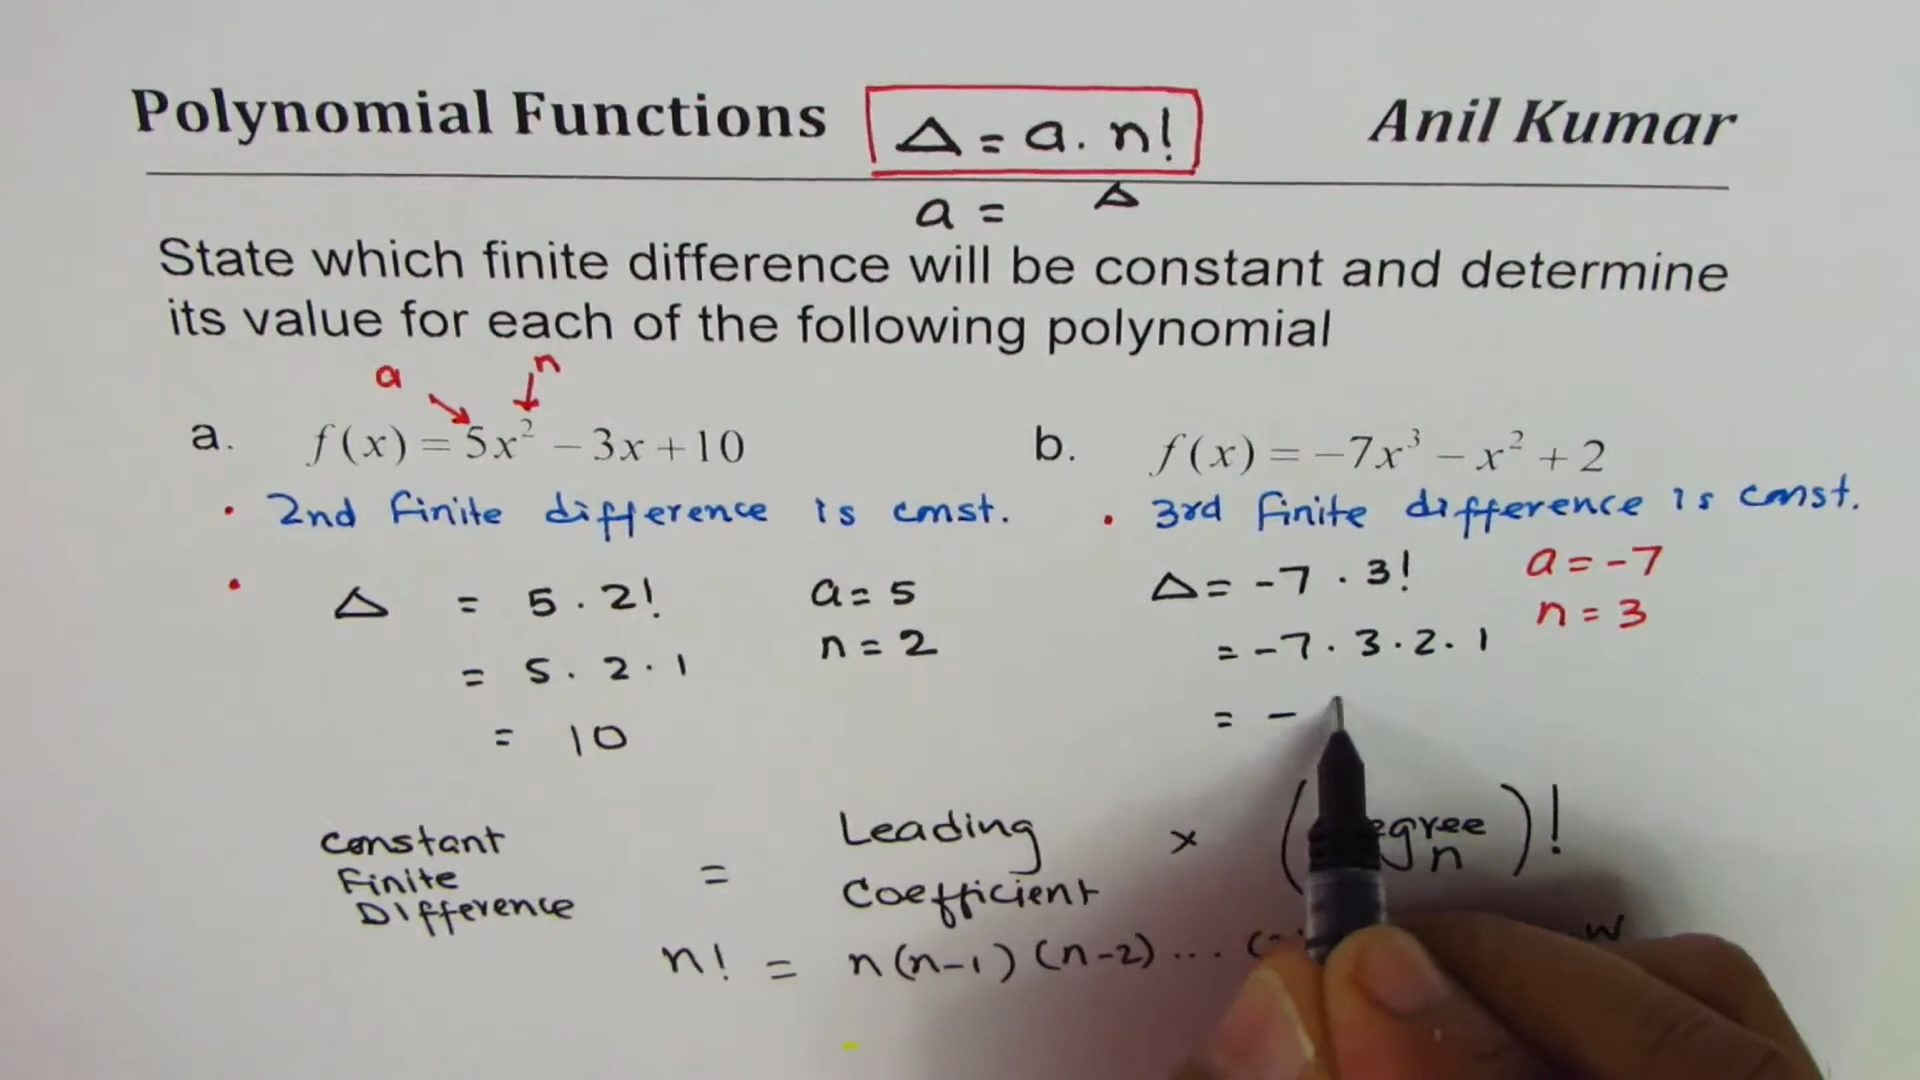 Polynomial Functions Δ = a. n! Anil Kumar
a = Δ
State which finite difference will be constant and determine
its value for each of the following polynomial
a n
a. f(x) = 5x² − 3x + 10
• 2nd finite difference is const.
• Δ = 5 . 2! a = 5
= 5 . 2 . 1 n = 2
= 10
b. f(x) = −7x³ − x² + 2
• 3rd finite difference is const.
Δ = -7 . 3! a = -7
= -7 . 3 . 2 . 1 n = 3
= -
Constant Finite Difference = Leading Coefficient × ( egree n )!
n! = n(n-1) (n-2) ... (